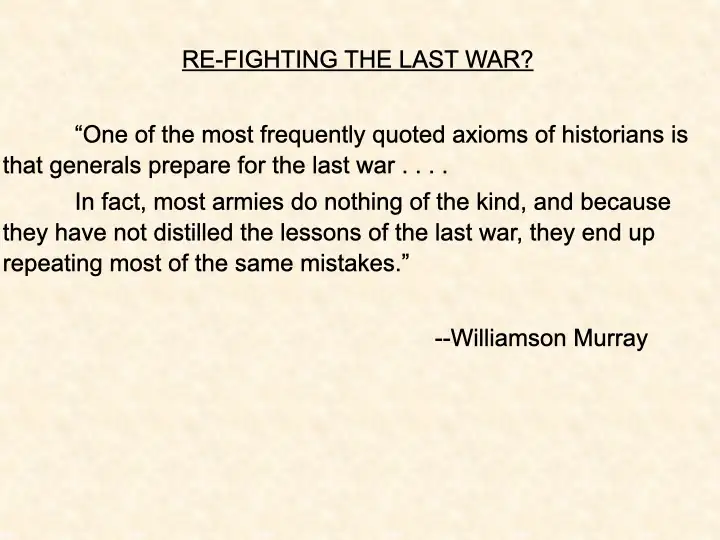 RE-FIGHTING THE LAST WAR?
“One of the most frequently quoted axioms of historians is
that generals prepare for the last war . . . .
In fact, most armies do nothing of the kind, and because
they have not distilled the lessons of the last war, they end up
repeating most of the same mistakes.”
--Williamson Murray